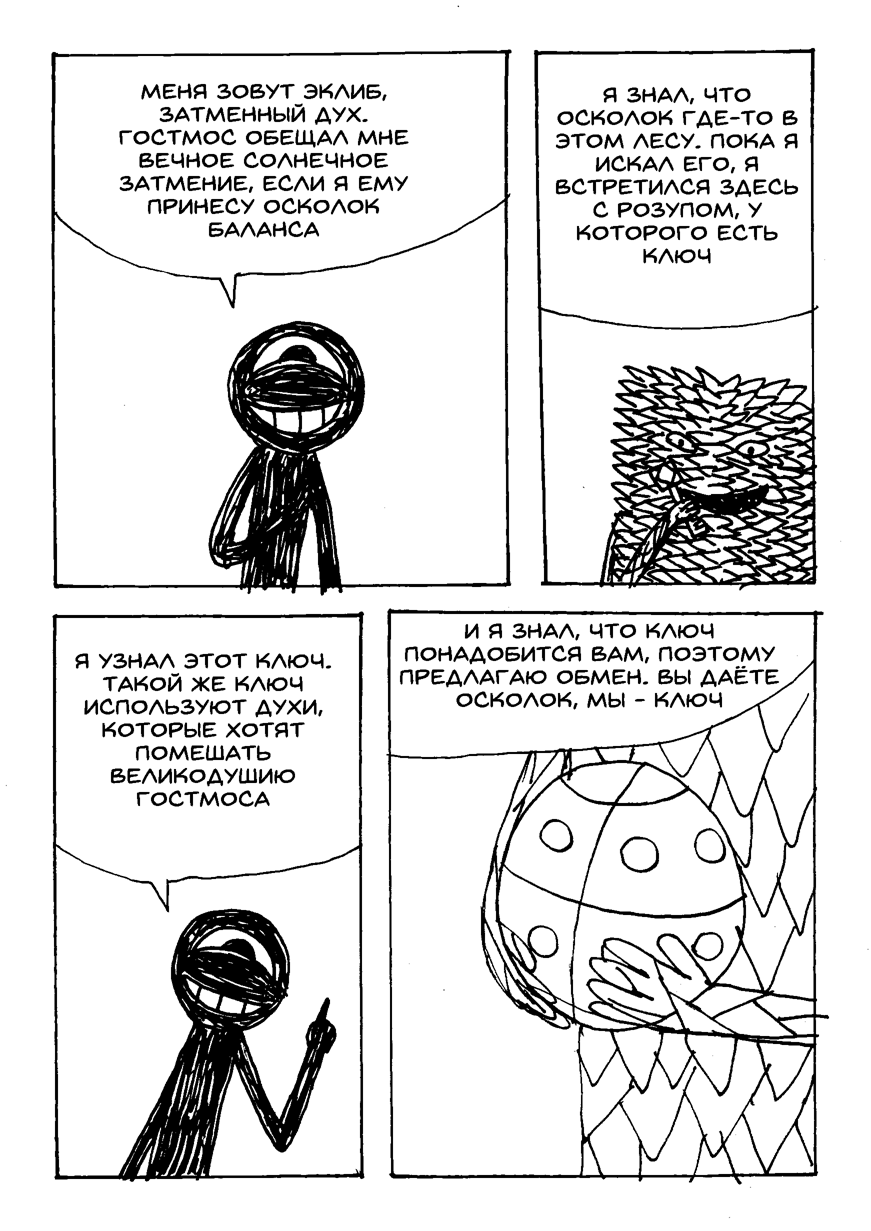 МЕНЯ ЗОВУТ ЭКЛИБ,
ЗАТМЕННЫЙ ДУХ.
ГОСТМОС ОБЕЩАЛ МНЕ
ВЕЧНОЕ СОЛНЕЧНОЕ
ЗАТМЕНИЕ, ЕСЛИ Я ЕМУ
ПРИНЕСУ ОСКОЛОК
БАЛАНСА
Я ЗНАЛ, ЧТО
ОСКОЛОК ГДЕ-ТО В
ЭТОМ ЛЕСУ. ПОКА Я
ИСКАЛ ЕГО, Я
ВСТРЕТИЛСЯ ЗДЕСЬ
С РОЗУПОМ, У
КОТОРОГО ЕСТЬ
КЛЮЧ
Я УЗНАЛ ЭТОТ КЛЮЧ.
ТАКОЙ ЖЕ КЛЮЧ
ИСПОЛЬЗУЮТ ДУХИ,
КОТОРЫЕ ХОТЯТ
ПОМЕШАТЬ
ВЕЛИКОДУШИЮ
ГОСТМОСА
И Я ЗНАЛ, ЧТО КЛЮЧ
ПОНАДОБИТСЯ ВАМ, ПОЭТОМУ
ПРЕДЛАГАЮ ОБМЕН. ВЫ ДАЁТЕ
ОСКОЛОК, МЫ - КЛЮЧ